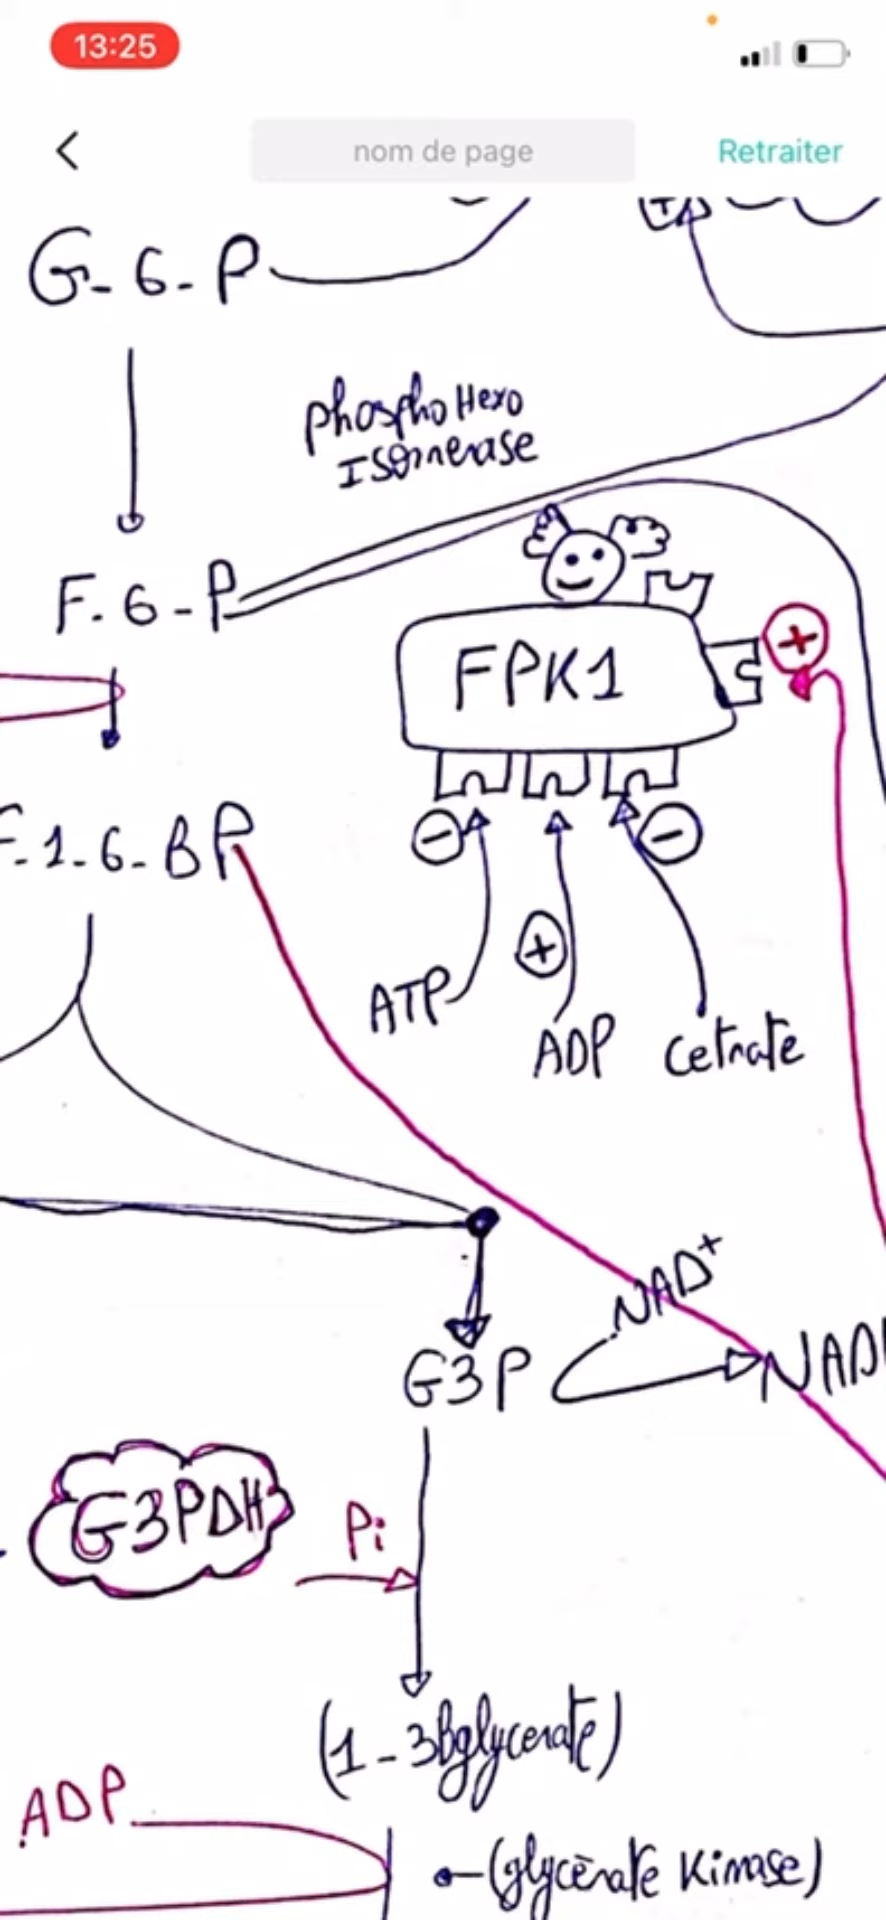 13:25
nom de page
Retraiter
G-6-P
phospho Hexo
Isomerase
F.6-P
FPK1
+
F-1-6-BP
-
-
+
ATP
ADP
Cetrate
NAD+
G3P
G3PDH
Pi
(1-3Bglycerate)
ADP
(glycérate Kinase)